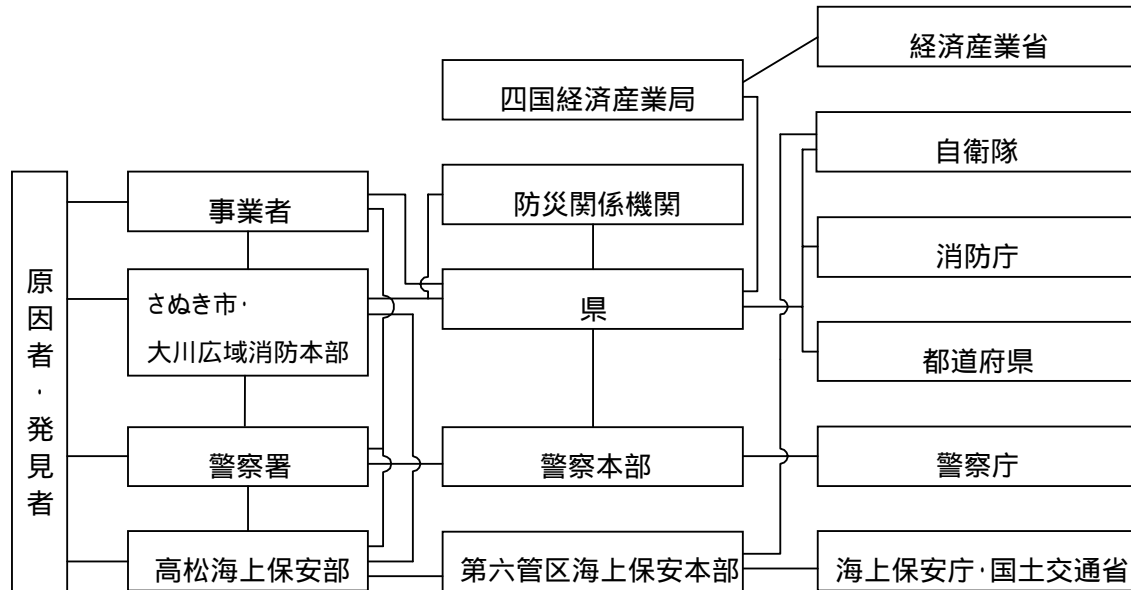 経済産業省
四国経済産業局
自衛隊
事業者
防災関係機関
消防庁
原因者・発見者
さぬき市・
大川広域消防本部
県
都道府県
警察署
警察本部
警察庁
高松海上保安部
第六管区海上保安本部
海上保安庁・国土交通省